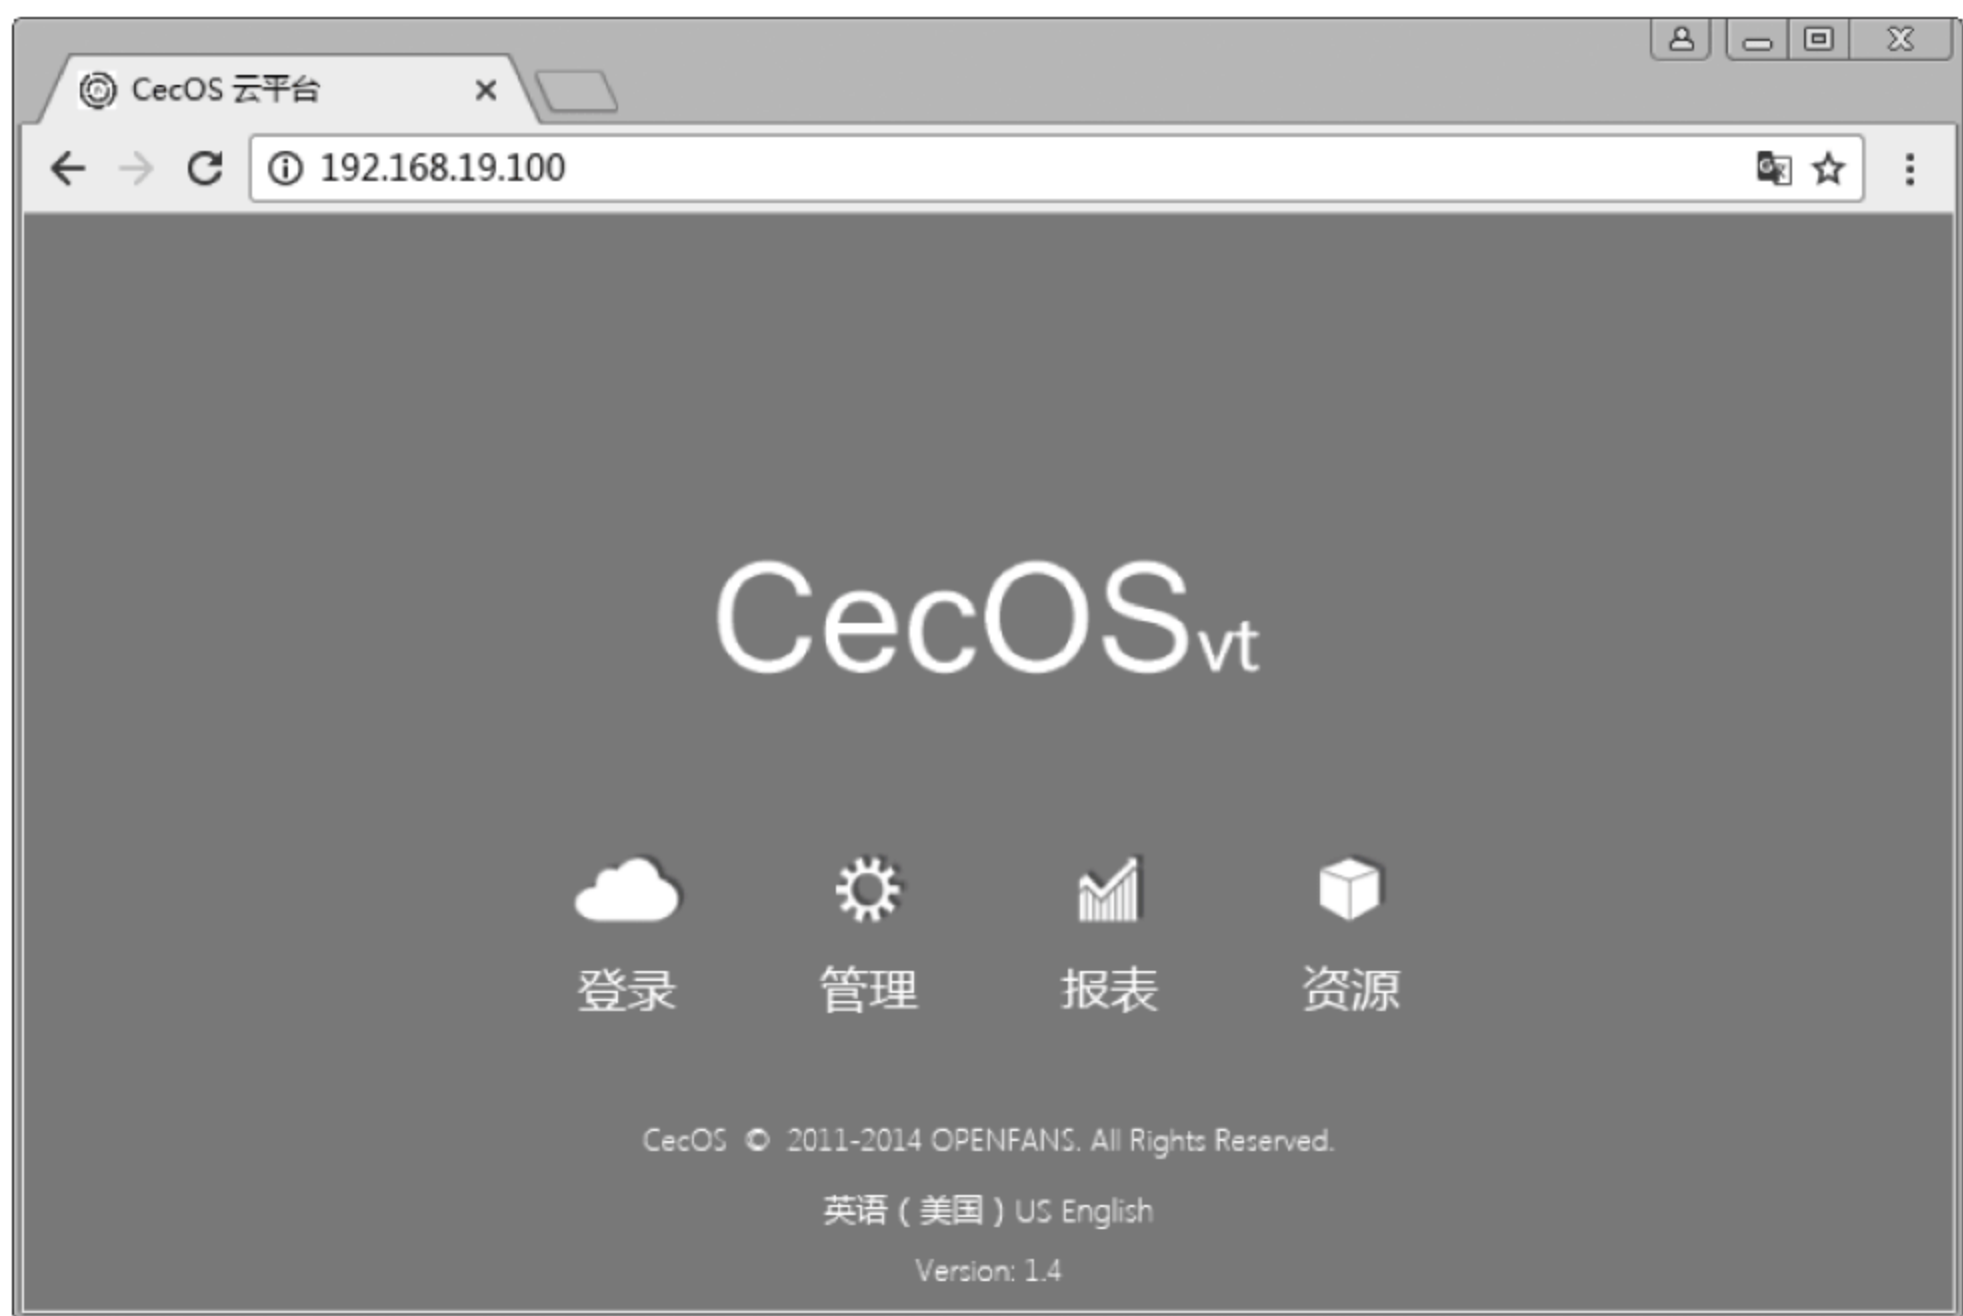 CecOS 云平台
192.168.19.100
CecOSvt
登录 管理 报表 资源
CecOS © 2011-2014 OPENFANS. All Rights Reserved.
英语（美国）US English
Version: 1.4